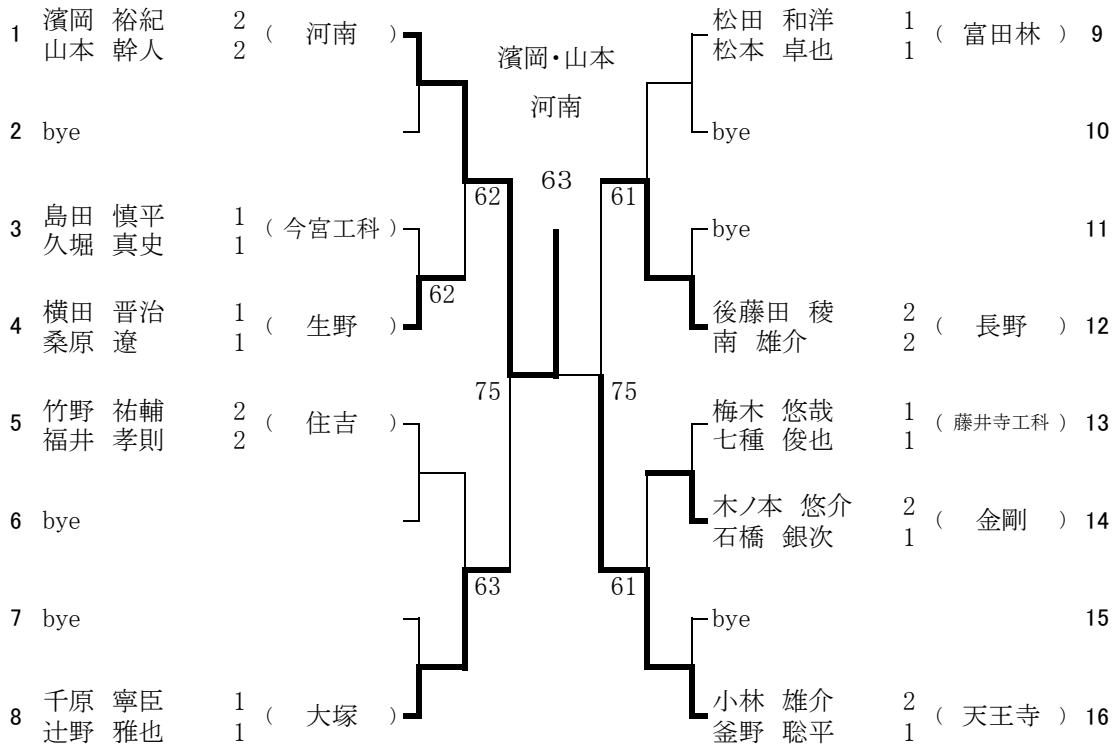 1 濱岡 裕紀 2 ( 河南 )
山本 幹人 2
2 bye
3 島田 慎平 1 ( 今宮工科 )
久堀 真史 1
4 横田 晋治 1 ( 生野 )
桑原 遼 1
5 竹野 祐輔 2 ( 住吉 )
福井 孝則 2
6 bye
7 bye
8 千原 寧臣 1 ( 大塚 )
辻野 雅也 1
62
62
75
63
濱岡・山本
河南
63
61
75
61
松田 和洋 1 ( 富田林 ) 9
松本 卓也 1
bye 10
bye 11
後藤田 稜 2 ( 長野 ) 12
南 雄介 2
梅木 悠哉 1 ( 藤井寺工科 ) 13
七種 俊也 1
木ノ本 悠介 2 ( 金剛 ) 14
石橋 銀次 1
bye 15
小林 雄介 2 ( 天王寺 ) 16
釜野 聡平 1